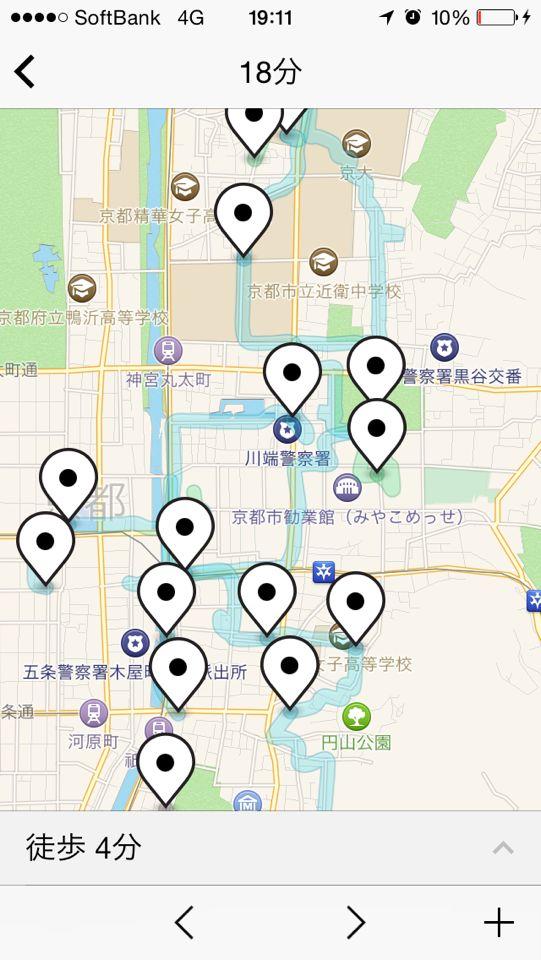 SoftBank 4G 19:11 10%
18分
京大
京都精華女子高
京都市立近衛中学校
京都府立鴨沂高等学校
神宮丸太町
警察署黒谷交番
川端警察署
都
京都市勧業館（みやこめっせ）
五条警察署木屋町
派出所
女子高等学校
条通
河原町
祇
円山公園
徒歩 4分